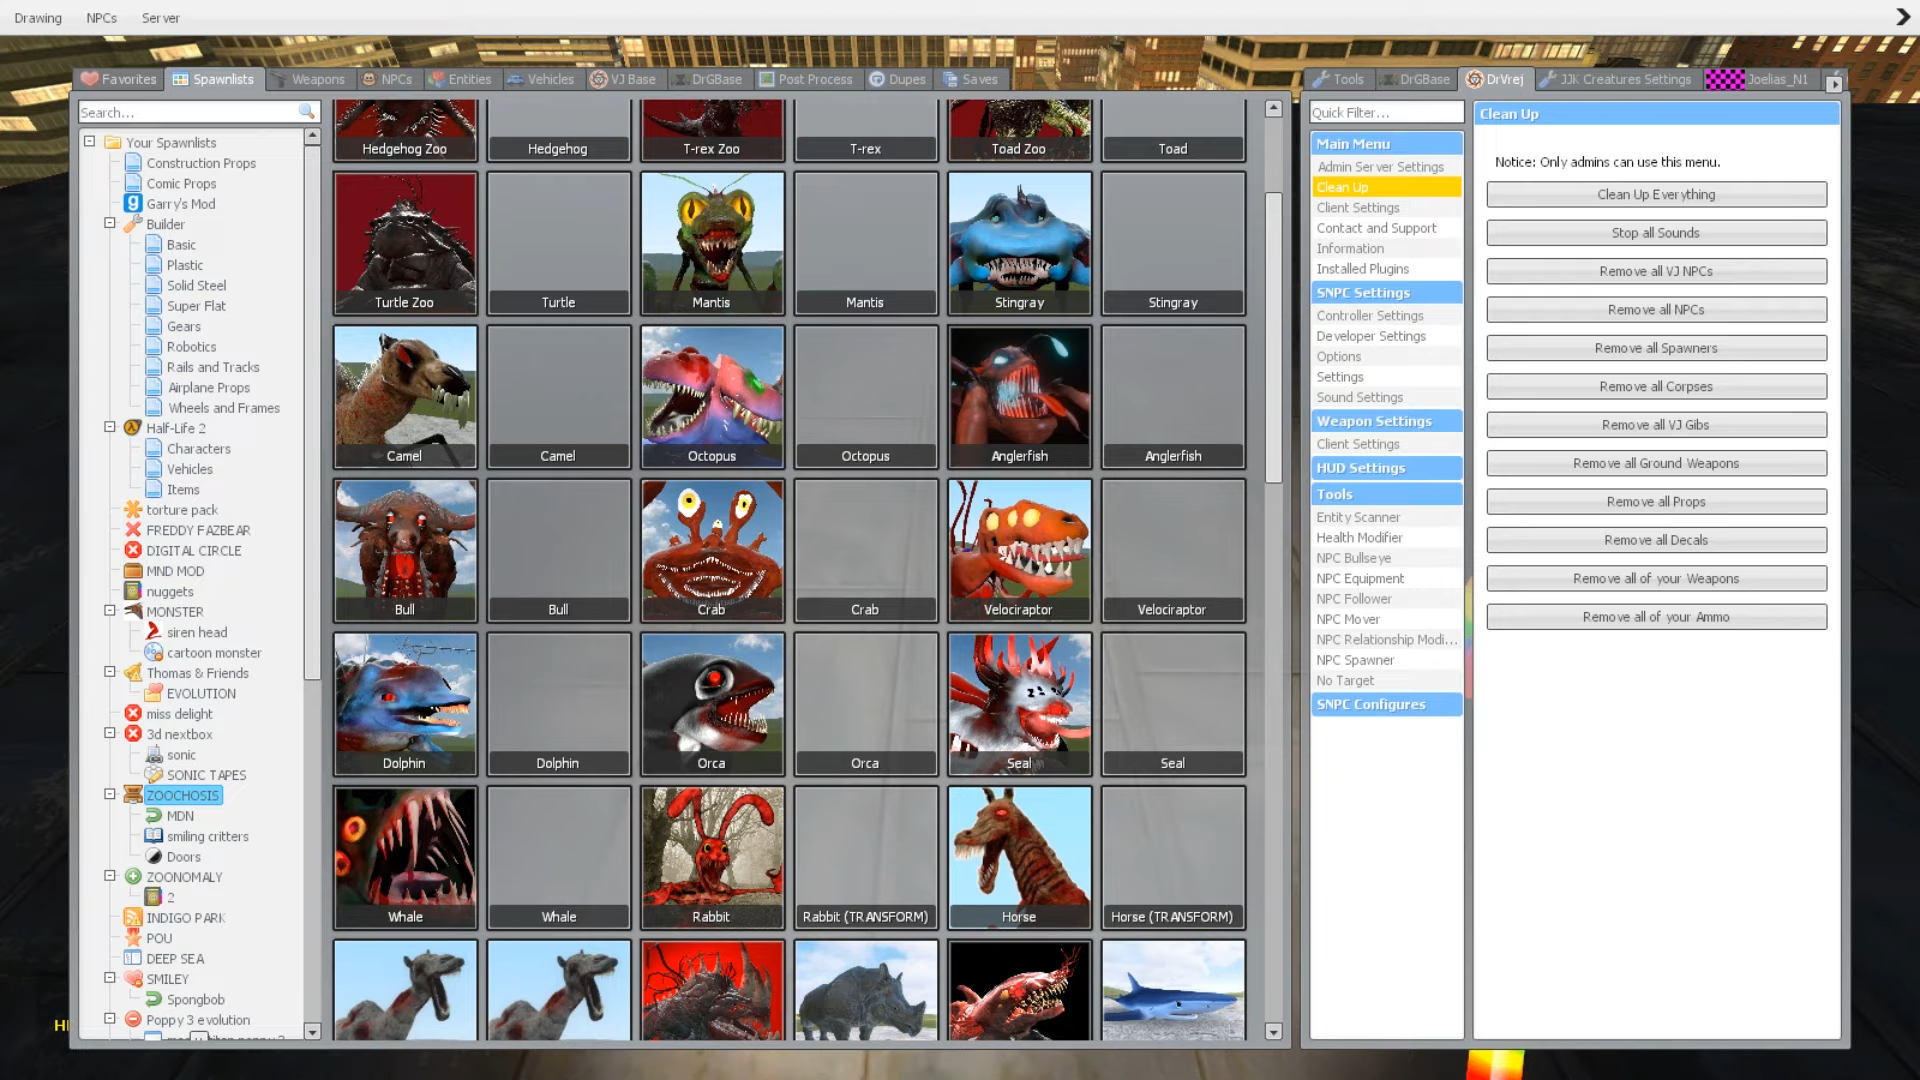 Drawing NPCs Server
Favorites Spawnlists Weapons NPCs Entities Vehicles VJ Base DrGBase Post Process Dupes Saves
Search...
Your Spawnlists
Construction Props
Comic Props
Garry's Mod
Builder
Basic
Plastic
Solid Steel
Super Flat
Gears
Robotics
Rails and Tracks
Airplane Props
Wheels and Frames
Half-Life 2
Characters
Vehicles
Items
torture pack
FREDDY FAZBEAR
DIGITAL CIRCLE
MND MOD
nuggets
MONSTER
siren head
cartoon monster
Thomas & Friends
EVOLUTION
miss delight
3d nextbox
sonic
SONIC TAPES
ZOOCHOSIS
MDN
smiling critters
Doors
ZOONOMALY
2
INDIGO PARK
POU
DEEP SEA
SMILEY
Spongbob
Poppy 3 evolution
Hedgehog Zoo Hedgehog T-rex Zoo T-rex Toad Zoo Toad
Turtle Zoo Turtle Mantis Mantis Stingray Stingray
Camel Camel Octopus Octopus Anglerfish Anglerfish
Bull Bull Crab Crab Velociraptor Velociraptor
Dolphin Dolphin Orca Orca Seal Seal
Whale Whale Rabbit Rabbit (TRANSFORM) Horse Horse (TRANSFORM)
Tools DrGBase DrVrej JJK Creatures Settings Joelias_N1
Quick Filter...
Main Menu
Admin Server Settings
Clean Up
Client Settings
Contact and Support
Information
Installed Plugins
SNPC Settings
Controller Settings
Developer Settings
Options
Settings
Sound Settings
Weapon Settings
Client Settings
HUD Settings
Tools
Entity Scanner
Health Modifier
NPC Bullseye
NPC Equipment
NPC Follower
NPC Mover
NPC Relationship Modi...
NPC Spawner
No Target
SNPC Configures
Clean Up
Notice: Only admins can use this menu.
Clean Up Everything
Stop all Sounds
Remove all VJ NPCs
Remove all NPCs
Remove all Spawners
Remove all Corpses
Remove all VJ Gibs
Remove all Ground Weapons
Remove all Props
Remove all Decals
Remove all of your Weapons
Remove all of your Ammo